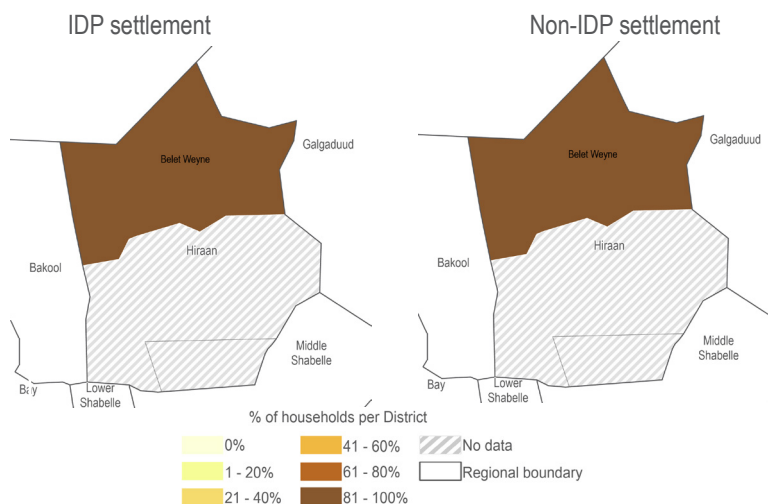 IDP settlement
Non-IDP settlement
Belet Weyne
Galgaduud
Hiraan
Bakool
Middle
Shabelle
Bay
Lower
Shabelle
Belet Weyne
Galgaduud
Hiraan
Bakool
Middle
Shabelle
Bay
Lower
Shabelle
% of households per District
0%
1 - 20%
21 - 40%
41 - 60%
61 - 80%
81 - 100%
No data
Regional boundary